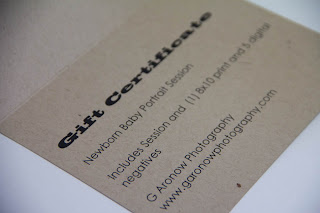 Gift Certificate
Newborn Baby Portrait Session
Includes Session and (1) 8x10 print and 5 digital
negatives
G Aronow Photography
www.garonowphotography.com